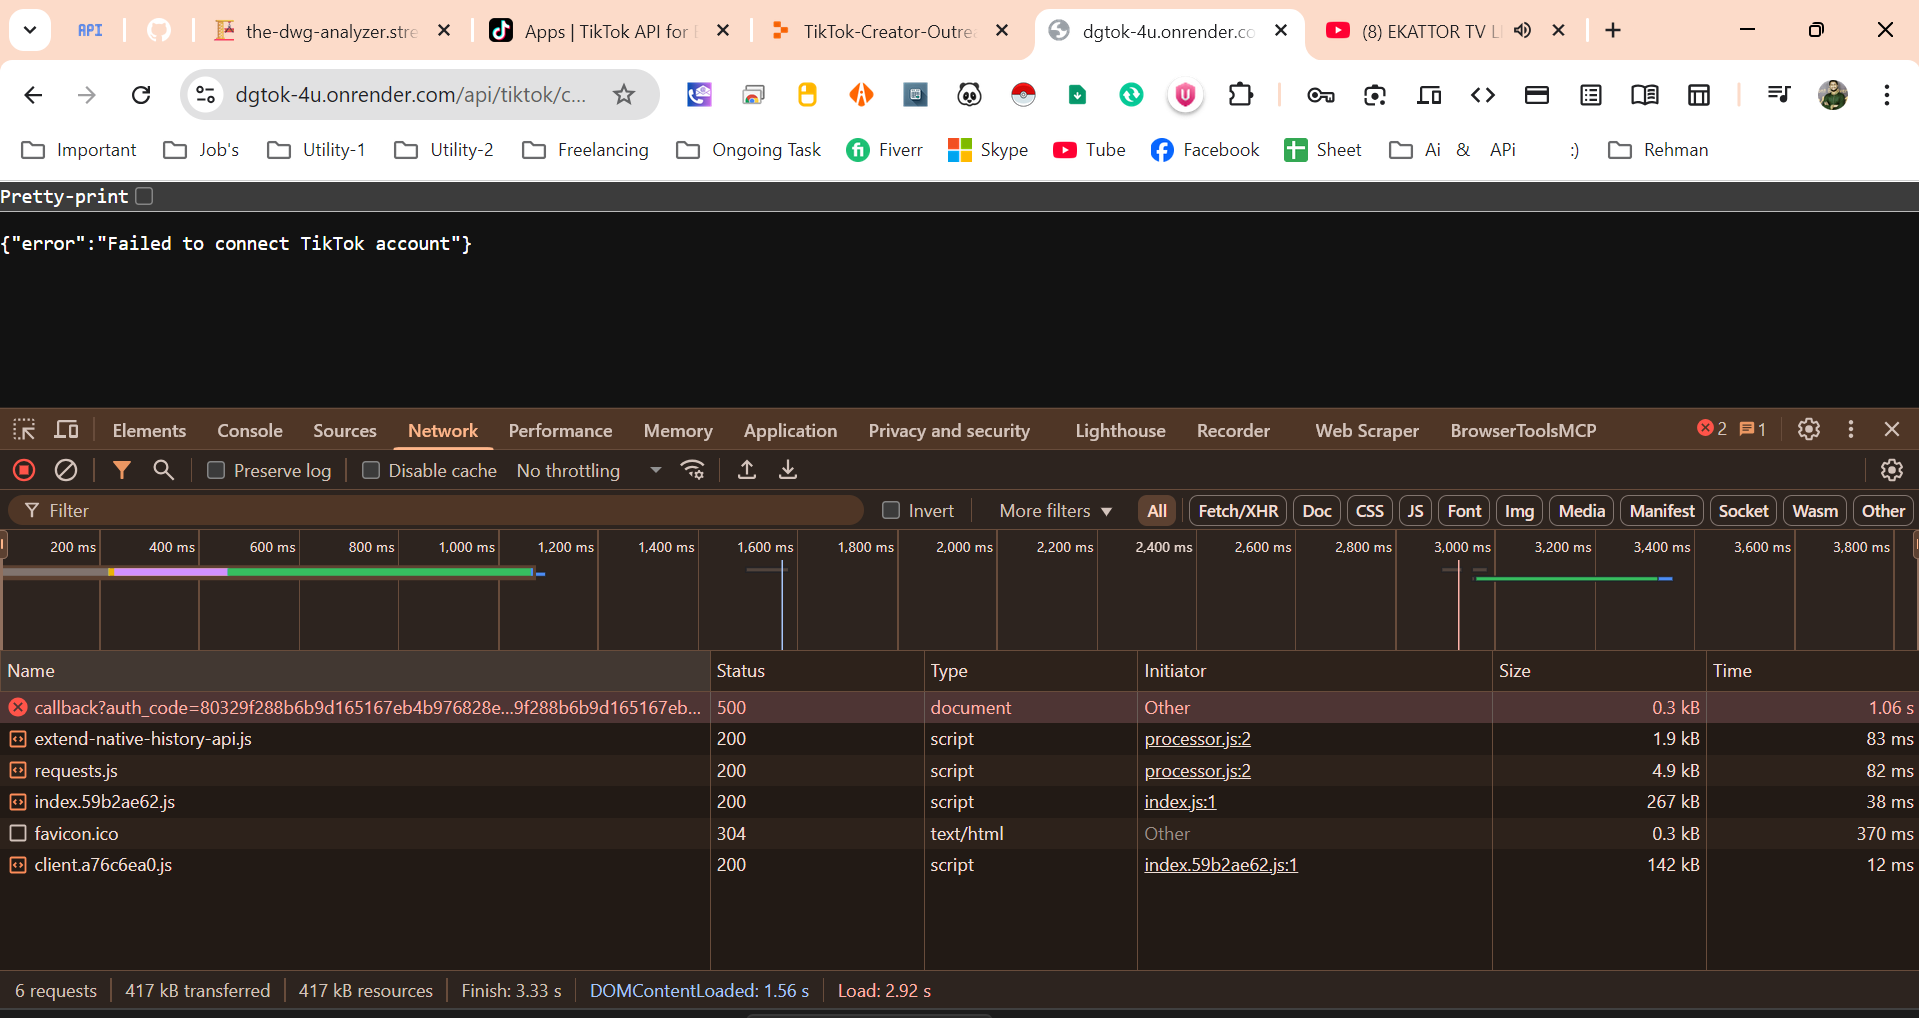 API
the-dwg-analyzer.stre
Apps | TikTok API for
TikTok-Creator-Outre
dgtok-4u.onrender.co
(8) EKATTOR TV L
dgtok-4u.onrender.com/api/tiktok/c...
Important
Job's
Utility-1
Utility-2
Freelancing
Ongoing Task
Fiverr
Skype
Tube
Facebook
Sheet
Ai & APi :)
Rehman
Pretty-print
{"error":"Failed to connect TikTok account"}
Elements Console Sources Network Performance Memory Application Privacy and security Lighthouse Recorder Web Scraper BrowserToolsMCP 2 1
Preserve log Disable cache No throttling
Filter Invert More filters All Fetch/XHR Doc CSS JS Font Img Media Manifest Socket Wasm Other
200 ms 400 ms 600 ms 800 ms 1,000 ms 1,200 ms 1,400 ms 1,600 ms 1,800 ms 2,000 ms 2,200 ms 2,400 ms 2,600 ms 2,800 ms 3,000 ms 3,200 ms 3,400 ms 3,600 ms 3,800 ms
Name Status Type Initiator Size Time
callback?auth_code=80329f288b6b9d165167eb4b976828e...9f288b6b9d165167eb... 500 document Other 0.3 kB 1.06 s
extend-native-history-api.js 200 script processor.js:2 1.9 kB 83 ms
requests.js 200 script processor.js:2 4.9 kB 82 ms
index.59b2ae62.js 200 script index.js:1 267 kB 38 ms
favicon.ico 304 text/html Other 0.3 kB 370 ms
client.a76c6ea0.js 200 script index.59b2ae62.js:1 142 kB 12 ms
6 requests 417 kB transferred 417 kB resources Finish: 3.33 s DOMContentLoaded: 1.56 s Load: 2.92 s